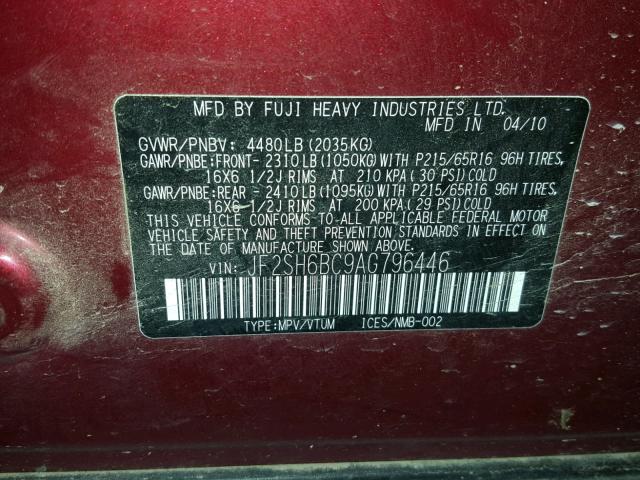 MFD BY FUJI HEAVY INDUSTRIES LTD.
MFD IN 04/10
GVWR/PNBV: 4480LB(2035KG)
GAWR/PNBE:FRONT- 2310LB(1050KG)WITH P215/65R16 96H TIRES,
16X6 1/2J RIMS AT 210 KPA(30 PSI)COLD
GAWR/PNBE:REAR - 2410LB(1095KG)WITH P215/65R16 96H TIRES,
16X6 1/2J RIMS AT 200 KPA(29 PSI)COLD
THIS VEHICLE CONFORMS TO-ALL APPLICABLE FEDERAL MOTOR
VEHICLE SAFETY AND THEFT PREVENTION STANDARDS IN EFFECT
ON THE DATE OF MANUFACTURE SHOWN ABOVE.
VIN: JF2SH6BC9AG796446
TYPE:MPV/VTUM ICES/NMB-002